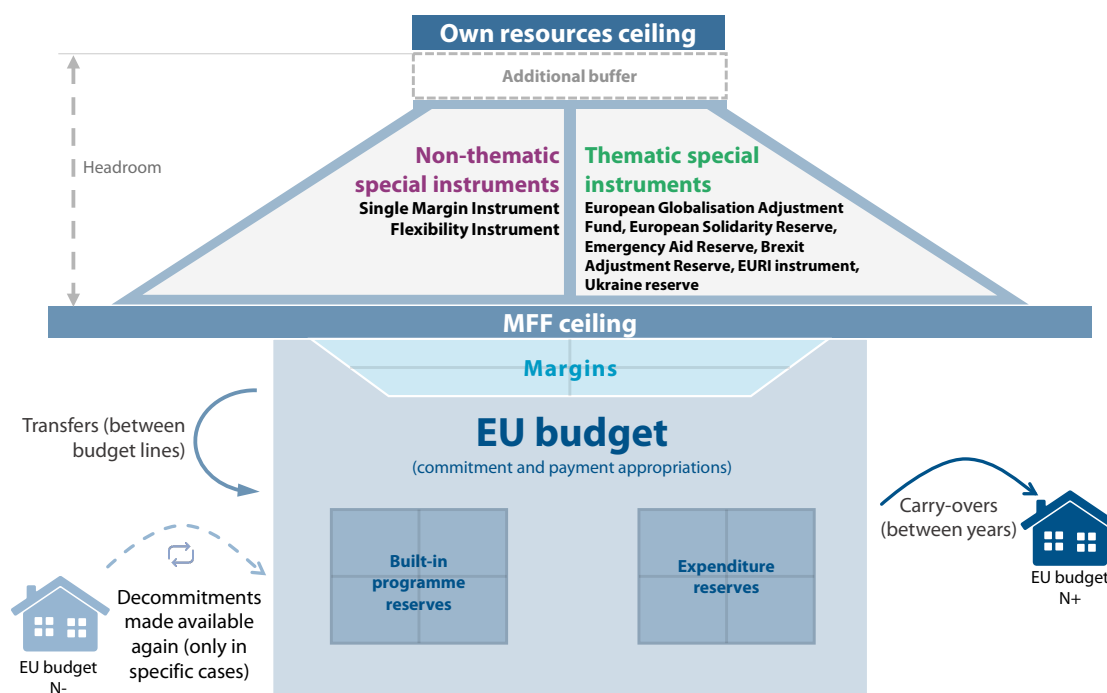 Own resources ceiling
Additional buffer
Headroom
Non-thematic
special instruments
Single Margin Instrument
Flexibility Instrument
Thematic special
instruments
European Globalisation Adjustment
Fund, European Solidarity Reserve,
Emergency Aid Reserve, Brexit
Adjustment Reserve, EURI instrument,
Ukraine reserve
MFF ceiling
Margins
Transfers (between
budget lines)
EU budget
(commitment and payment appropriations)
Carry-overs
(between years)
EU budget
N+
Built-in
programme
reserves
Expenditure
reserves
Decommitments
made available
again (only in
specific cases)
EU budget
N-